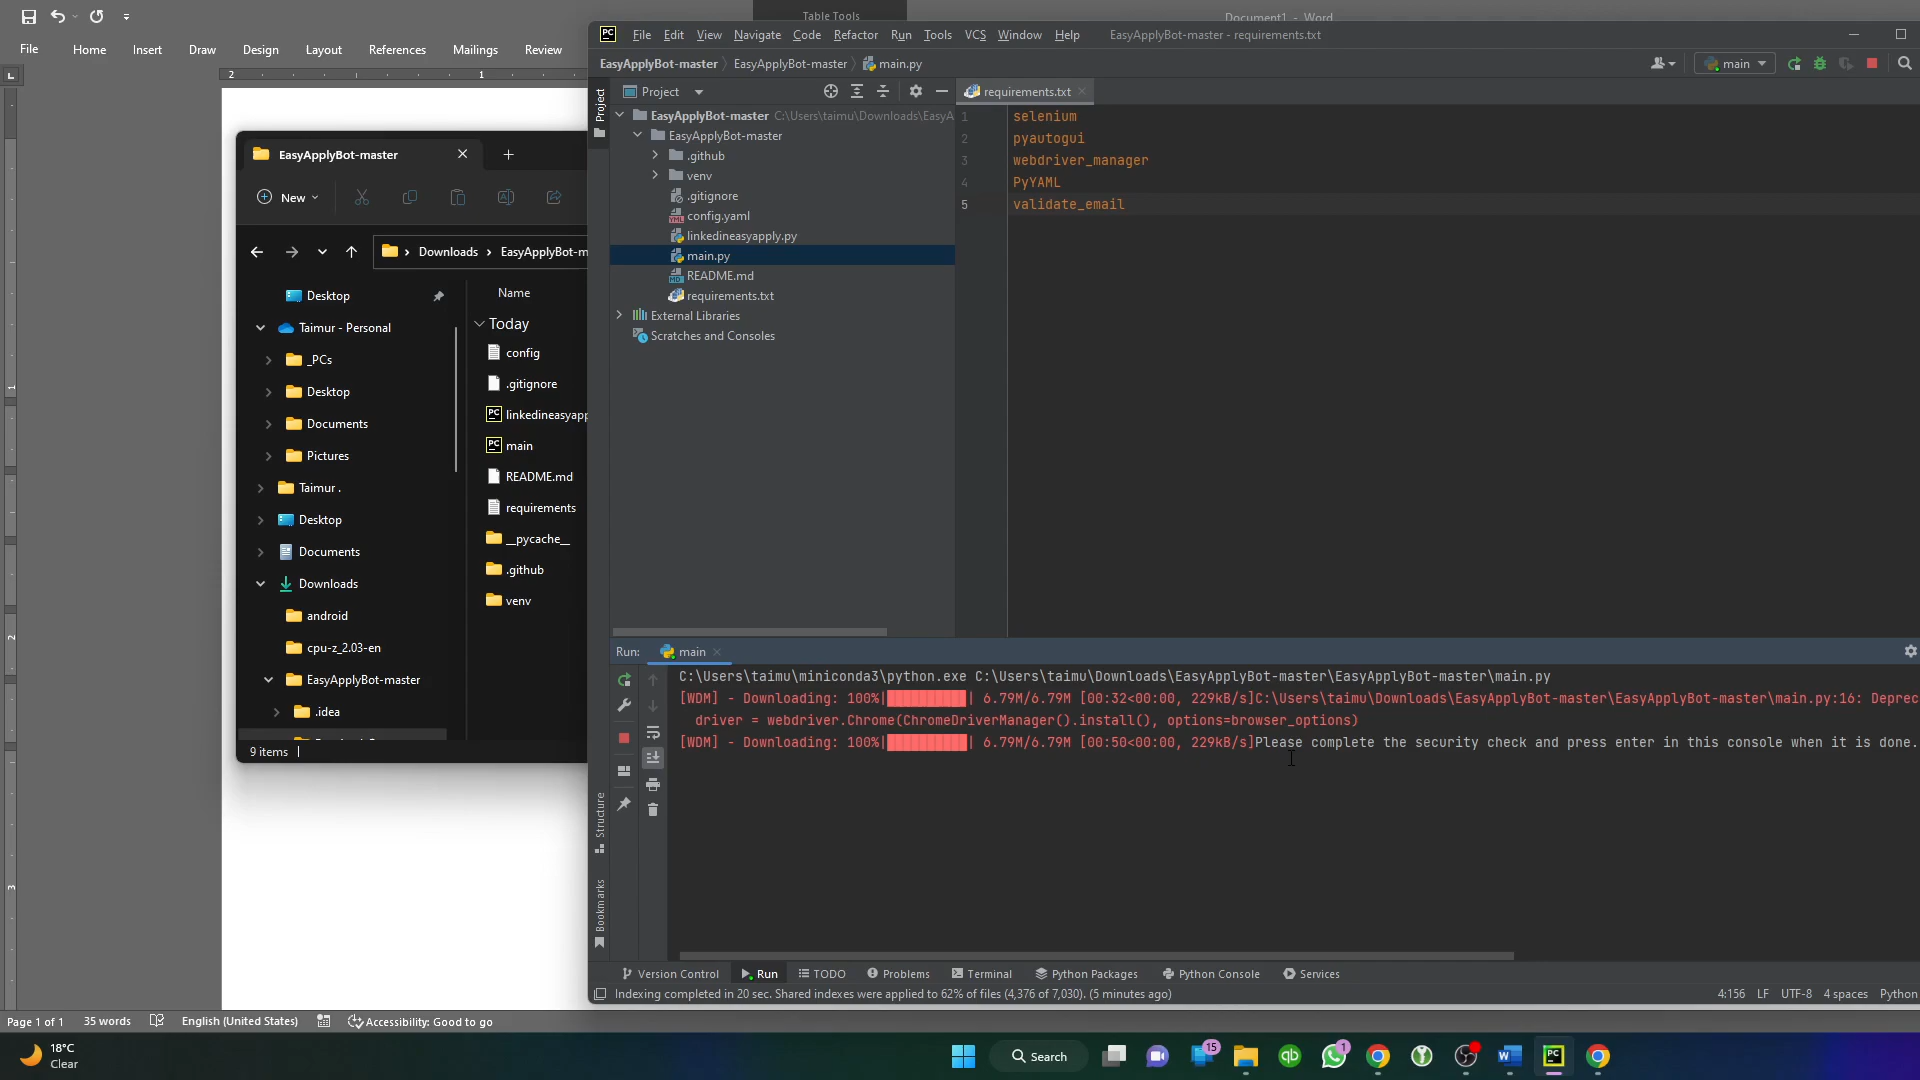 Table Tools
Document1 - Word
File Home Insert Draw Design Layout References Mailings Review
PC File Edit View Navigate Code Refactor Run Tools VCS Window Help EasyApplyBot-master - requirements.txt
EasyApplyBot-master EasyApplyBot-master main.py
main
2 1
Project
Project
requirements.txt
EasyApplyBot-master C:\Users\taimu\Downloads\EasyA
EasyApplyBot-master
.github
venv
.gitignore
config.yaml
linkedineasyapply.py
main.py
README.md
requirements.txt
External Libraries
Scratches and Consoles
1 selenium
2 pyautogui
3 webdriver_manager
4 PyYAML
5 validate_email
EasyApplyBot-master
New
Downloads EasyApplyBot-m
Desktop
Taimur - Personal
_PCs
Desktop
Documents
Pictures
Taimur .
Desktop
Documents
Downloads
android
cpu-z_2.03-en
EasyApplyBot-master
.idea
9 items
Name
Today
config
.gitignore
linkedineasyapp
main
README.md
requirements
__pycache__
.github
venv
1
2
3
Run: main
C:\Users\taimu\miniconda3\python.exe C:\Users\taimu\Downloads\EasyApplyBot-master\EasyApplyBot-master\main.py
[WDM] - Downloading: 100%|██████████| 6.79M/6.79M [00:32<00:00, 229kB/s]C:\Users\taimu\Downloads\EasyApplyBot-master\EasyApplyBot-master\main.py:16: Deprec
driver = webdriver.Chrome(ChromeDriverManager().install(), options=browser_options)
[WDM] - Downloading: 100%|██████████| 6.79M/6.79M [00:50<00:00, 229kB/s]Please complete the security check and press enter in this console when it is done.
Structure
Bookmarks
Version Control Run TODO Problems Terminal Python Packages Python Console Services
Indexing completed in 20 sec. Shared indexes were applied to 62% of files (4,376 of 7,030). (5 minutes ago)
4:156 LF UTF-8 4 spaces Python
Page 1 of 1 35 words English (United States) Accessibility: Good to go
18°C
Clear
Search
15
qb
1
W
PC